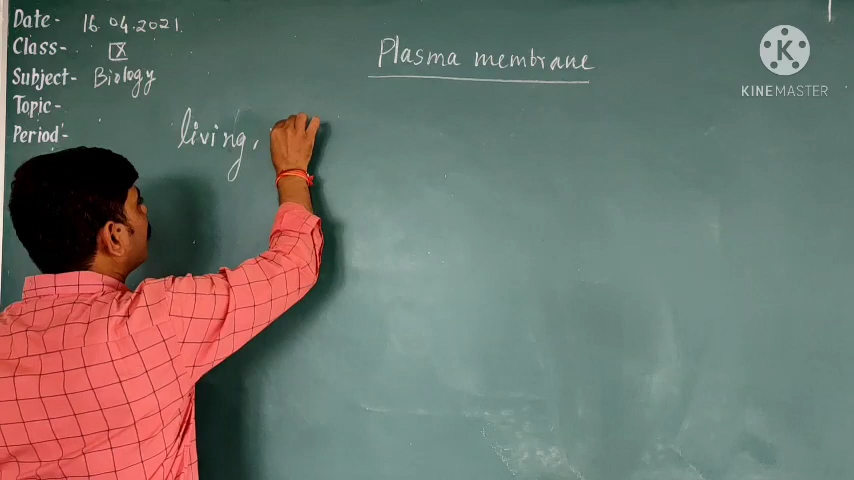 Date- 16.04.2021.
Class- IX
Subject- Biology
Topic-
Period-
Plasma membrane
living,
KINEMASTER